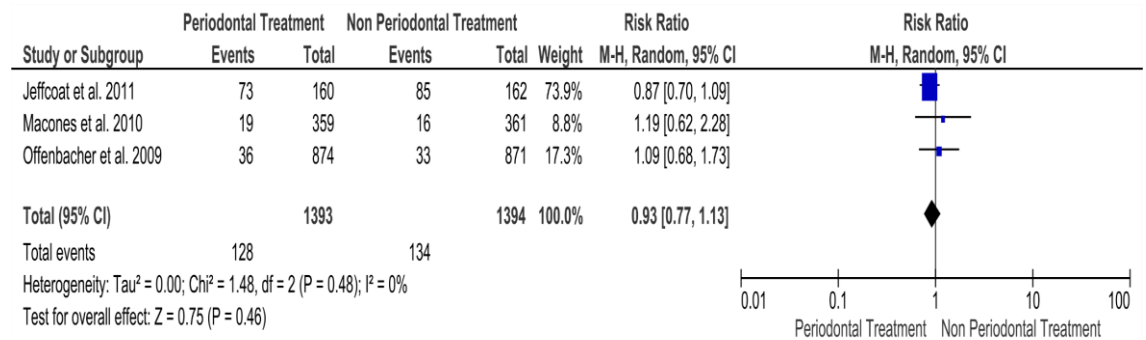 Periodontal Treatment Non Periodontal Treatment Risk Ratio Risk Ratio
Study or Subgroup Events Total Events Total Weight M-H, Random, 95% CI M-H, Random, 95% CI
Jeffcoat et al. 2011 73 160 85 162 73.9% 0.87 [0.70, 1.09]
Macones et al. 2010 19 359 16 361 8.8% 1.19 [0.62, 2.28]
Offenbacher et al. 2009 36 874 33 871 17.3% 1.09 [0.68, 1.73]
Total (95% CI) 1393 1394 100.0% 0.93 [0.77, 1.13]
Total events 128 134
Heterogeneity: Tau² = 0.00; Chi² = 1.48, df = 2 (P = 0.48); I² = 0%
Test for overall effect: Z = 0.75 (P = 0.46)
0.01 0.1 1 10 100
Periodontal Treatment Non Periodontal Treatment